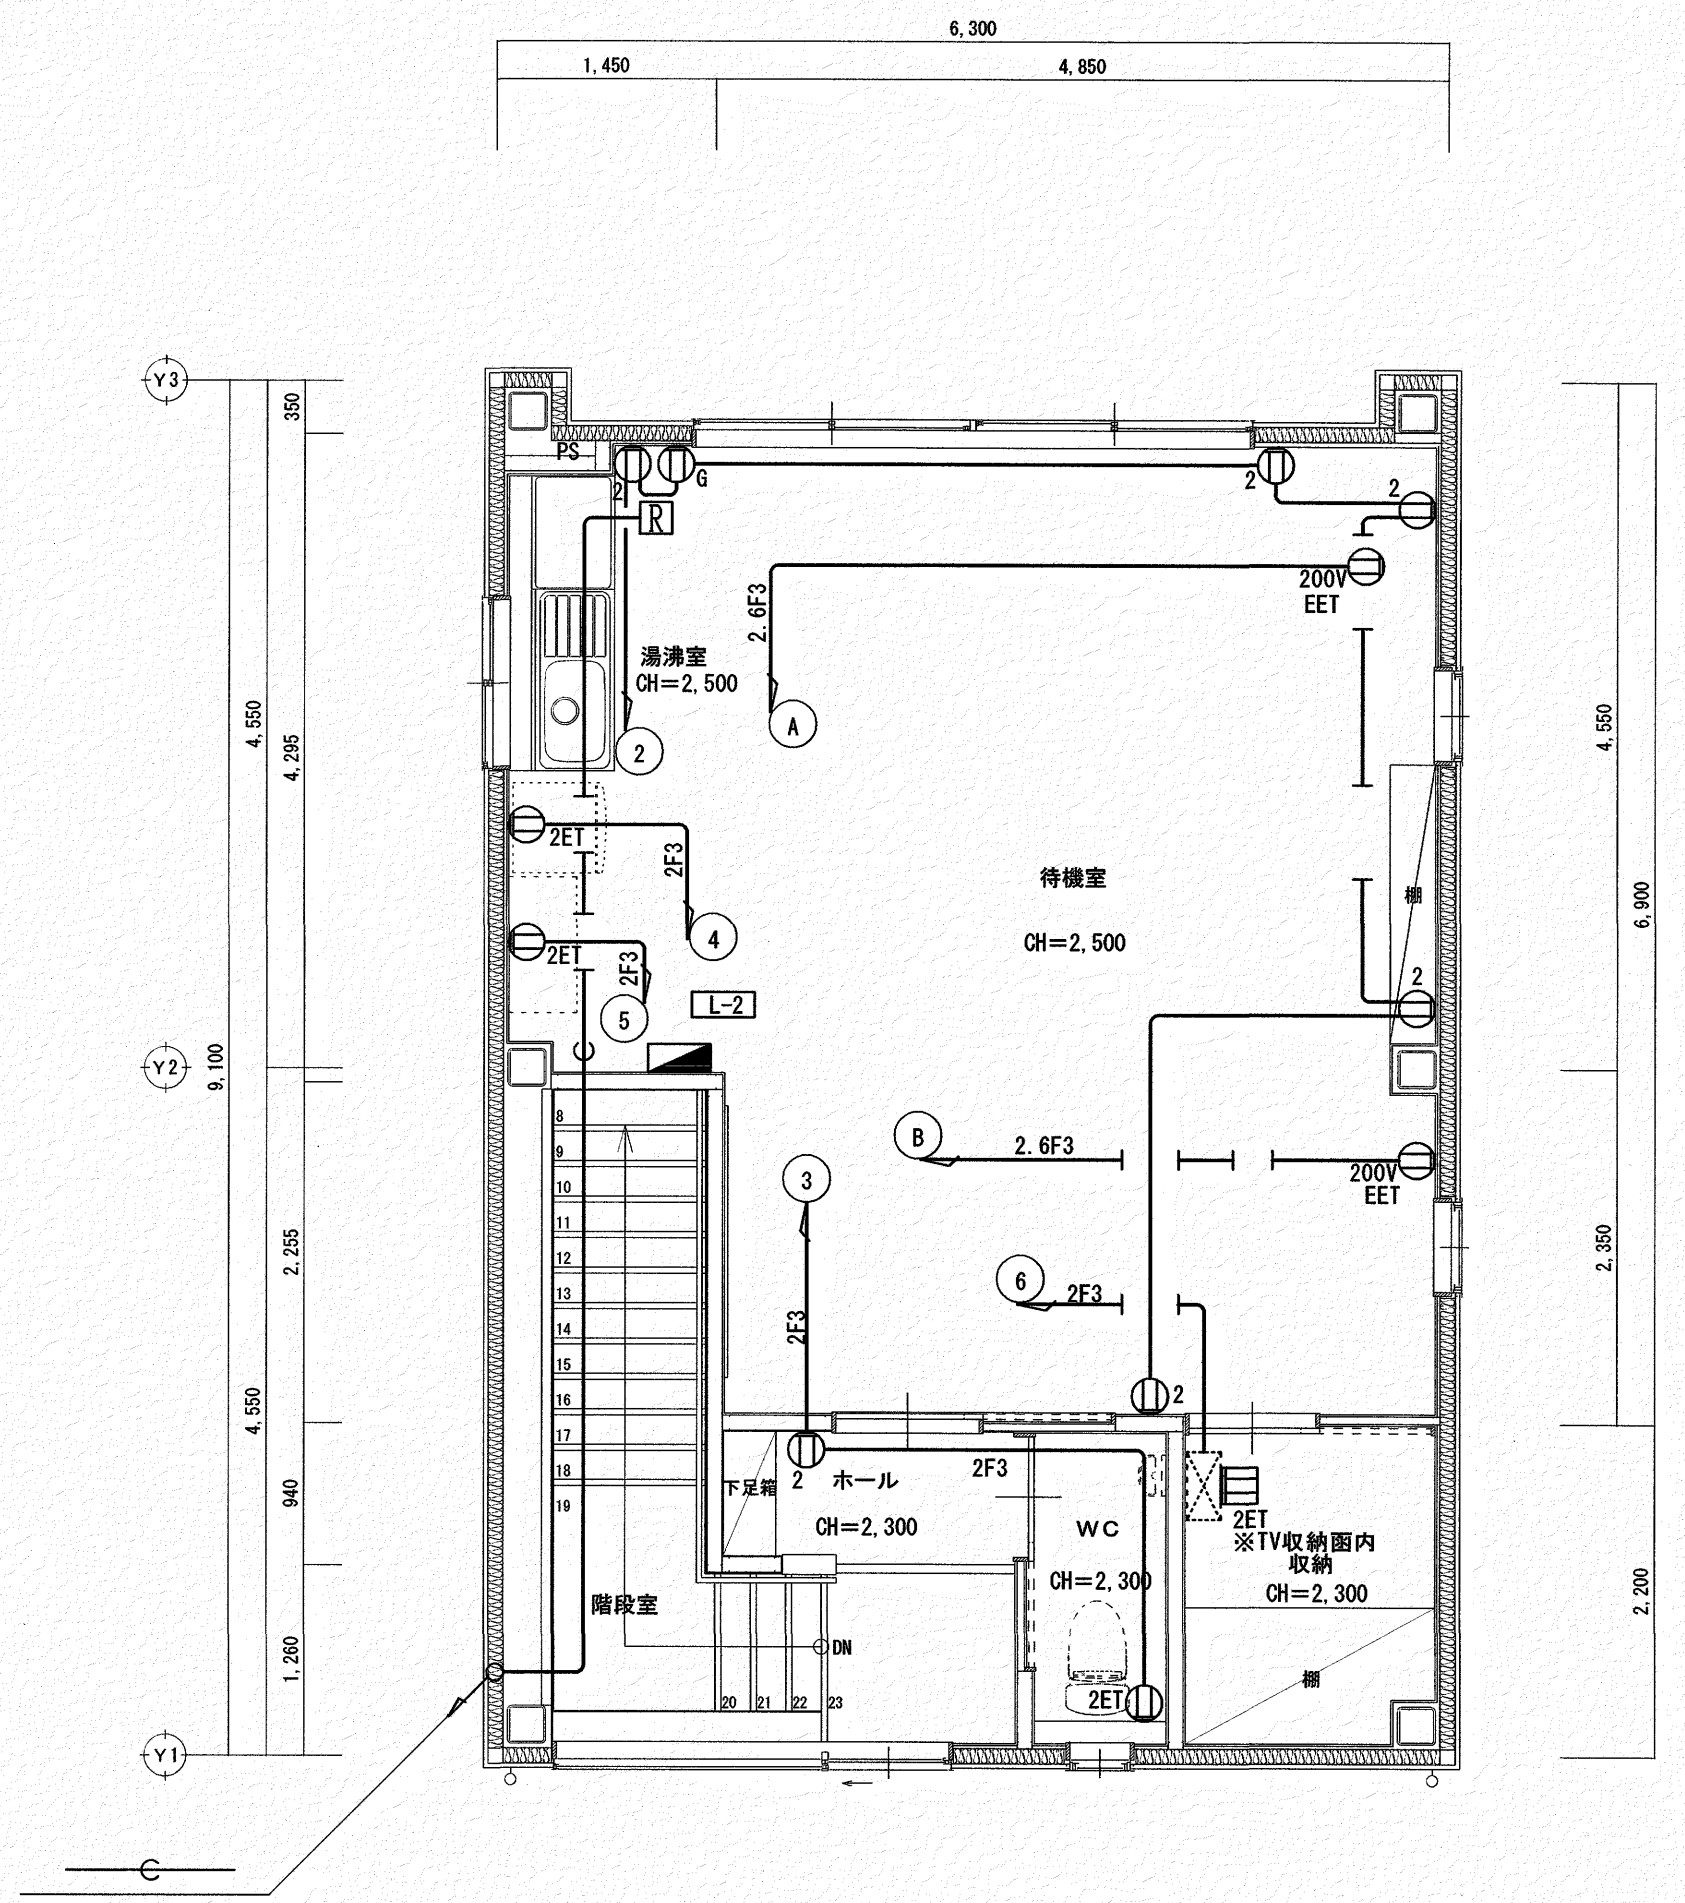 6,300
1,450
4,850
Y3
350
PS
2
G
2
2
R
200V
EET
2.6F3
湯沸室
CH=2,500
A
2
4,550
4,295
4,550
2ET
2F3
待機室
棚
4
CH=2,500
6,900
2ET
2F3
2
5
L-2
Y2
9,100
8
B
2.6F3
9
200V
EET
3
10
11
2,255
2,350
12
6
2F3
13
2F3
14
15
2
16
4,550
17
2F3
18
下足箱
2
ホール
940
19
2ET
※TV収納函内
CH=2,300
WC
収納
CH=2,300
CH=2,300
2,200
階段室
DN
1,260
棚
20
21
22
23
2ET
Y1
C